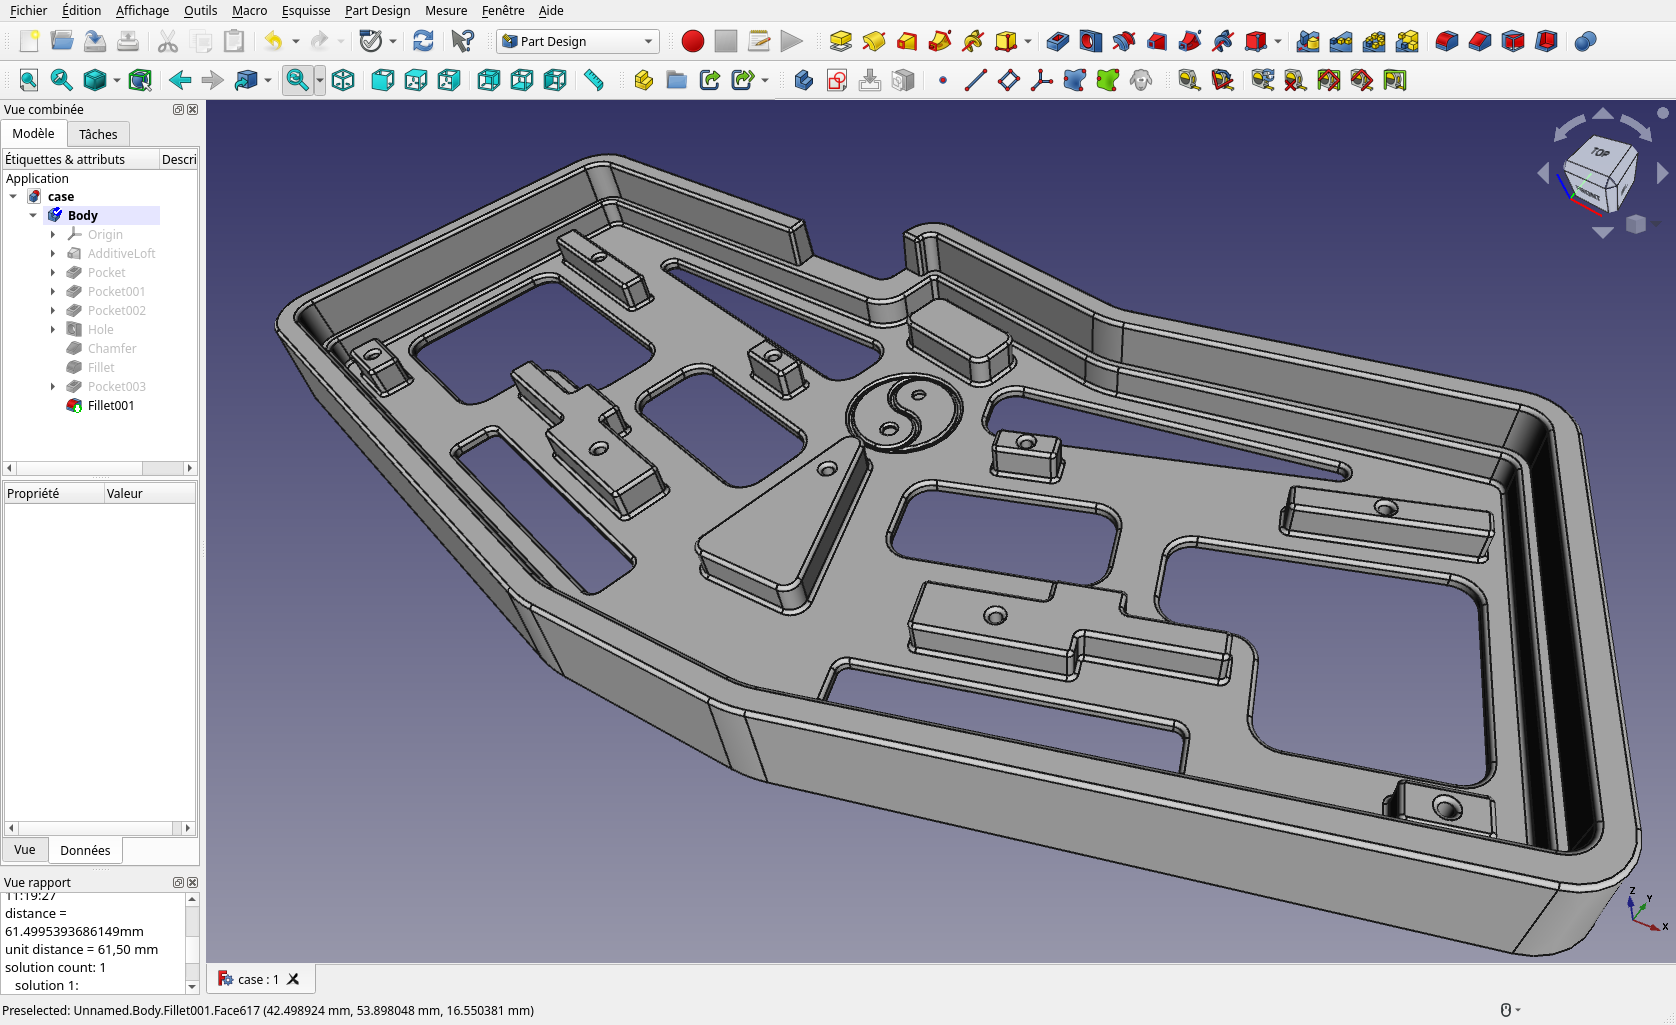 Fichier Édition Affichage Outils Macro Esquisse Part Design Mesure Fenêtre Aide
Part Design
Vue combinée
Modèle Tâches
Étiquettes & attributs Descri
Application
case
Body
Origin
AdditiveLoft
Pocket
Pocket001
Pocket002
Hole
Chamfer
Fillet
Pocket003
Fillet001
Propriété Valeur
Vue Données
Vue rapport
11:19:27
distance =
61.4995393686149mm
unit distance = 61,50 mm
solution count: 1
solution 1:
TOP
Z
Y
X
case : 1
Preselected: Unnamed.Body.Fillet001.Face617 (42.498924 mm, 53.898048 mm, 16.550381 mm)